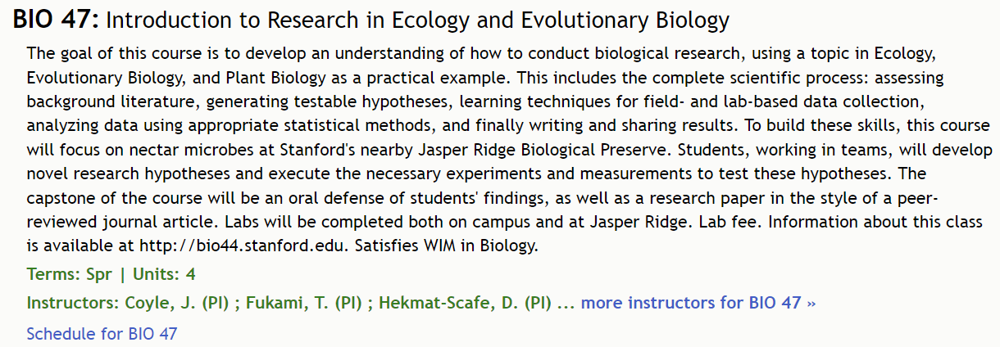 BIO 47: Introduction to Research in Ecology and Evolutionary Biology
The goal of this course is to develop an understanding of how to conduct biological research, using a topic in Ecology,
Evolutionary Biology, and Plant Biology as a practical example. This includes the complete scientific process: assessing
background literature, generating testable hypotheses, learning techniques for field- and lab-based data collection,
analyzing data using appropriate statistical methods, and finally writing and sharing results. To build these skills, this course
will focus on nectar microbes at Stanford's nearby Jasper Ridge Biological Preserve. Students, working in teams, will develop
novel research hypotheses and execute the necessary experiments and measurements to test these hypotheses. The
capstone of the course will be an oral defense of students' findings, as well as a research paper in the style of a peer-
reviewed journal article. Labs will be completed both on campus and at Jasper Ridge. Lab fee. Information about this class
is available at http://bio44.stanford.edu. Satisfies WIM in Biology.
Terms: Spr | Units: 4
Instructors: Coyle, J. (PI) ; Fukami, T. (PI) ; Hekmat-Scafe, D. (PI) ... more instructors for BIO 47 »
Schedule for BIO 47